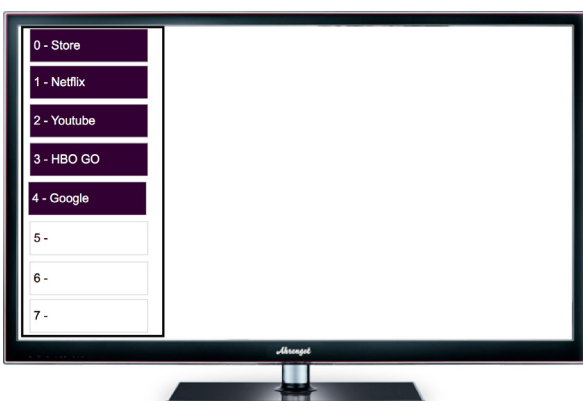 0 - Store
1 - Netflix
2 - Youtube
3 - HBO GO
4 - Google
5 -
6 -
7 -
Ahrengot